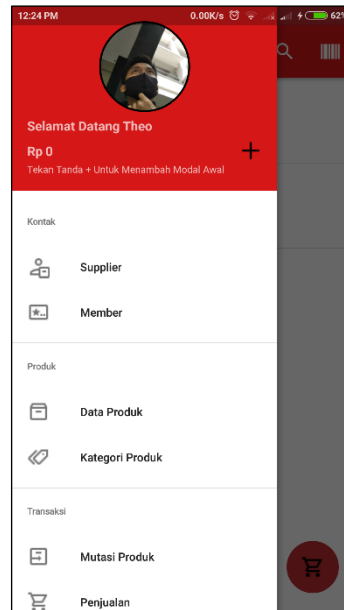 12:24 PM 0.00K/s 62%
Selamat Datang Theo
Rp 0
Tekan Tanda + Untuk Menambah Modal Awal
Kontak
Supplier
Member
Produk
Data Produk
Kategori Produk
Transaksi
Mutasi Produk
Penjualan